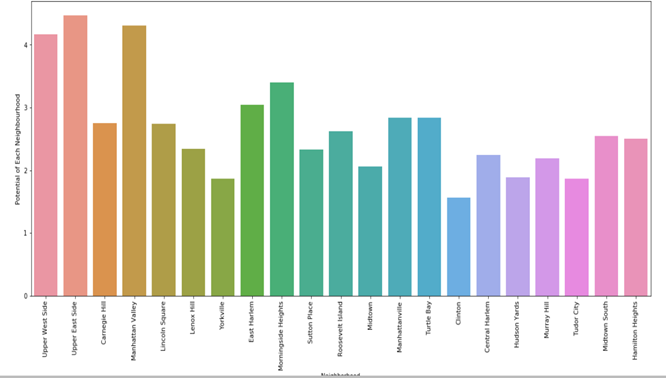 Potential of Each Neighbourhood
4
3
2
1
0
Upper West Side
Upper East Side
Carnegie Hill
Manhattan Valley
Lincoln Square
Lenox Hill
Yorkville
East Harlem
Morningside Heights
Sutton Place
Roosevelt Island
Midtown
Manhattanville
Turtle Bay
Clinton
Central Harlem
Hudson Yards
Murray Hill
Tudor City
Midtown South
Hamilton Heights
Neighborhood